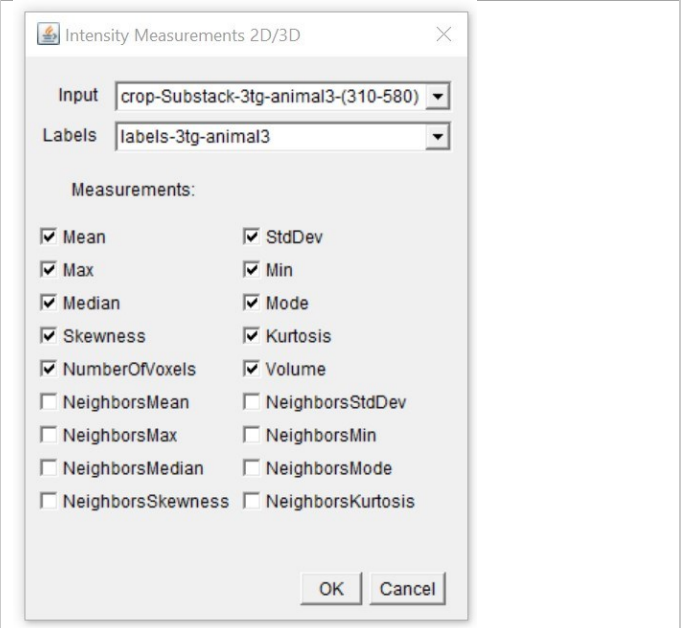 Intensity Measurements 2D/3D
Input crop-Substack-3tg-animal3-(310-580)
Labels labels-3tg-animal3
Measurements:
Mean StdDev
Max Min
Median Mode
Skewness Kurtosis
NumberOfVoxels Volume
NeighborsMean NeighborsStdDev
NeighborsMax NeighborsMin
NeighborsMedian NeighborsMode
NeighborsSkewness NeighborsKurtosis
OK Cancel